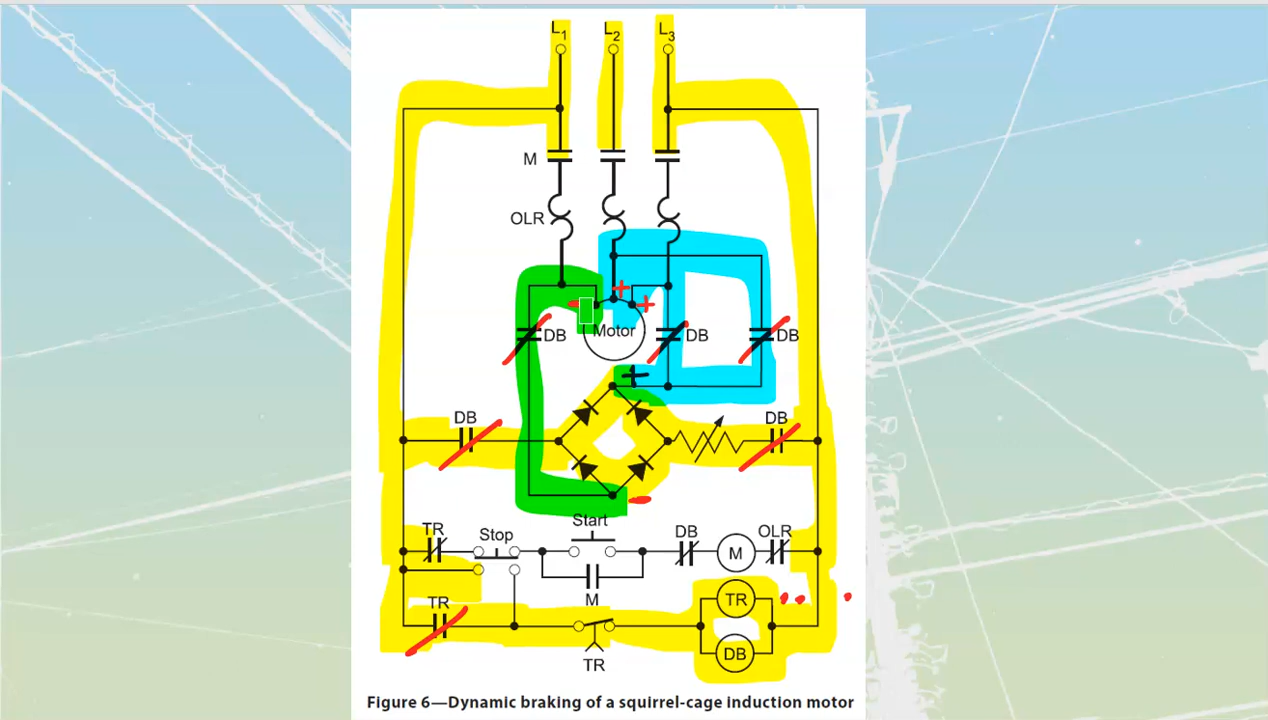 L1 L2 L3
M
OLR
+ +
-
DB Motor DB DB
+
DB DB
-
Start
TR Stop DB OLR
M
M
TR TR
DB
TR
Figure 6—Dynamic braking of a squirrel-cage induction motor